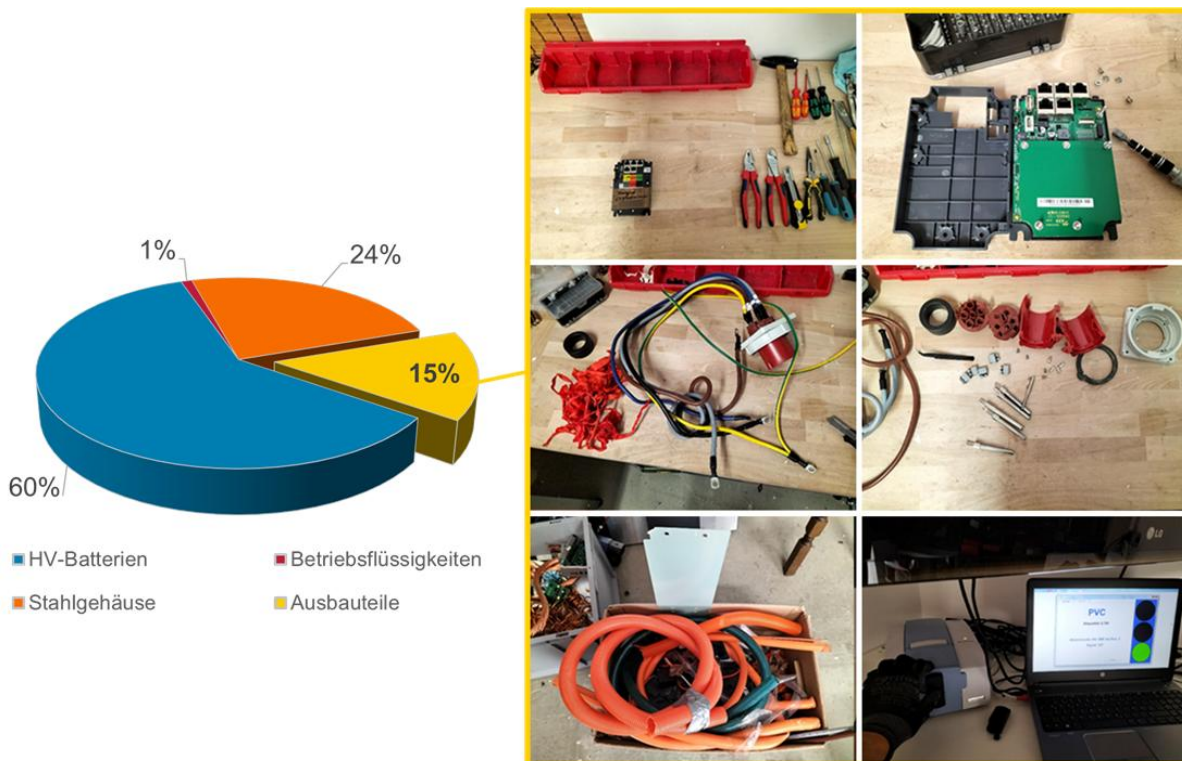 1%
24%
15%
60%
HV-Batterien
Betriebsflüssigkeiten
Stahlgehäuse
Ausbauteile
LG
PVC